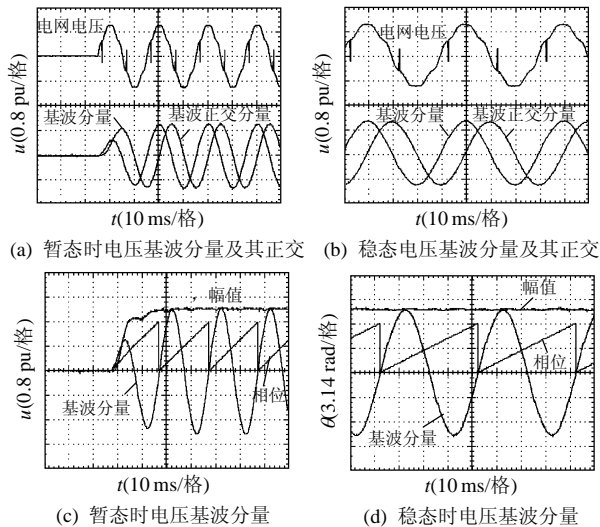 电网电压
u(0.8 pu/格)
基波分量
基波正交分量
t(10 ms/格)
(a) 暂态时电压基波分量及其正交
电网电压
u(0.8 pu/格)
基波分量
基波正交分量
t(10 ms/格)
(b) 稳态电压基波分量及其正交
幅值
u(0.8 pu/格)
相位
基波分量
t(10 ms/格)
(c) 暂态时电压基波分量
幅值
θ(3.14 rad/格)
相位
基波分量
t(10 ms/格)
(d) 稳态时电压基波分量